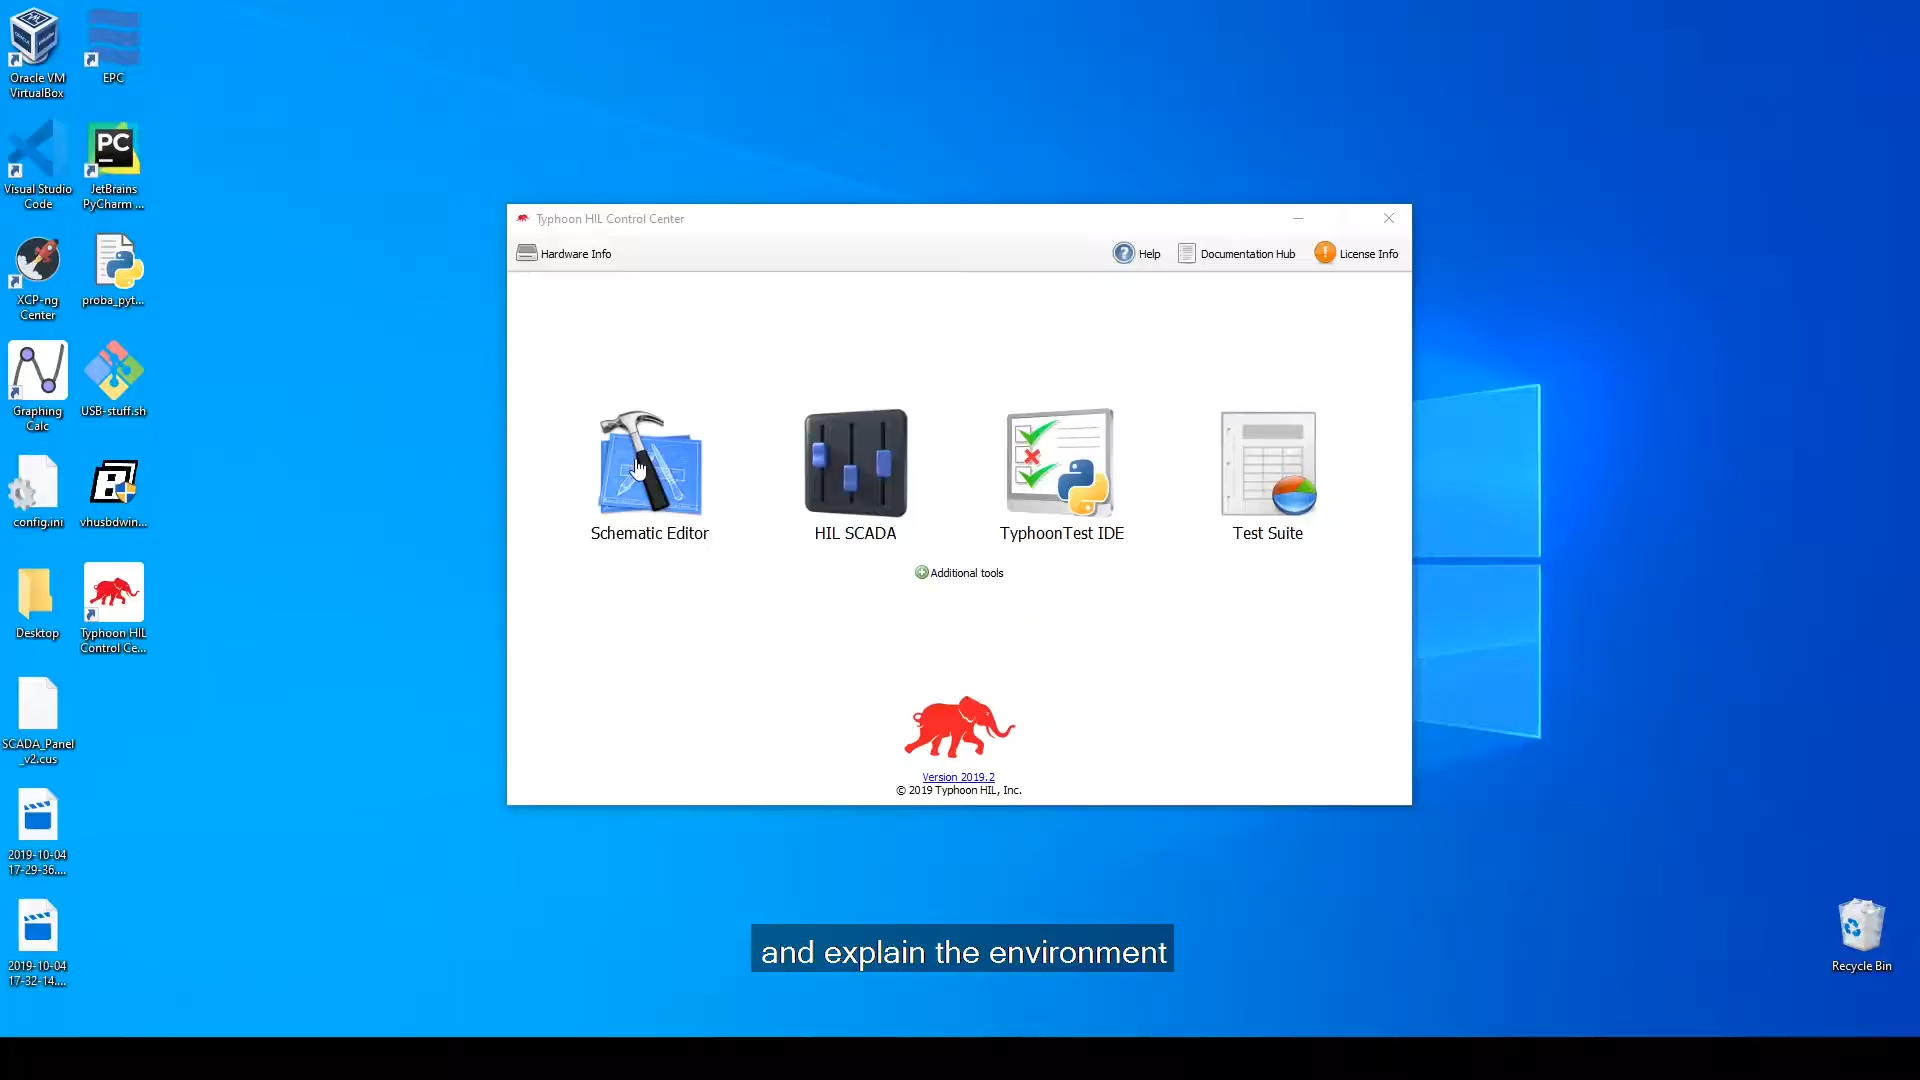 Oracle VM
VirtualBox
EPC
Visual Studio
Code
PC
JetBrains
PyCharm ...
XCP-ng
Center
proba_pyt...
Graphing
Calc
USB-stuff.sh
config.ini
vhusbdwin...
Desktop
Typhoon HIL
Control Ce...
SCADA_Panel
_v2.cus
2019-10-04
17-29-36....
2019-10-04
17-32-14....
Typhoon HIL Control Center
Hardware Info
Help
Documentation Hub
License Info
Schematic Editor
HIL SCADA
TyphoonTest IDE
Test Suite
Additional tools
Version 2019.2
© 2019 Typhoon HIL, Inc.
and explain the environment
Recycle Bin